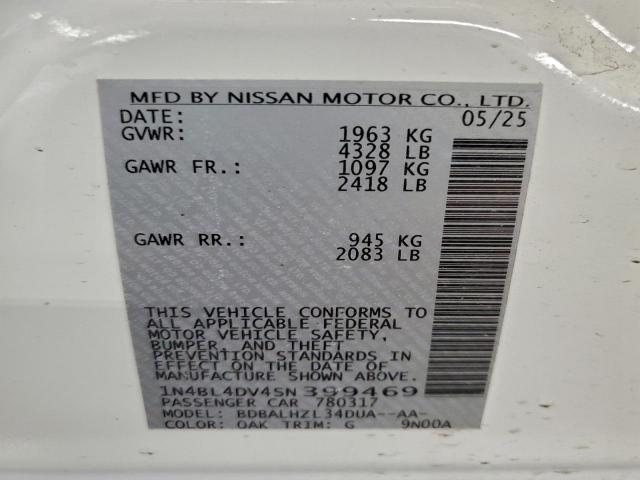 MFD BY NISSAN MOTOR CO., LTD.
DATE: 05/25
GVWR: 1963 KG
4328 LB
GAWR FR.: 1097 KG
2418 LB
GAWR RR.: 945 KG
2083 LB
THIS VEHICLE CONFORMS TO
ALL APPLICABLE FEDERAL
MOTOR VEHICLE SAFETY,
BUMPER, AND THEFT
PREVENTION STANDARDS IN
EFFECT ON THE DATE OF
MANUFACTURE SHOWN ABOVE.
1N4BL4DV4SN399469
PASSENGER CAR 780317
MODEL: BDBALHZL34DUA--AA-
COLOR: QAK TRIM: G 9N00A